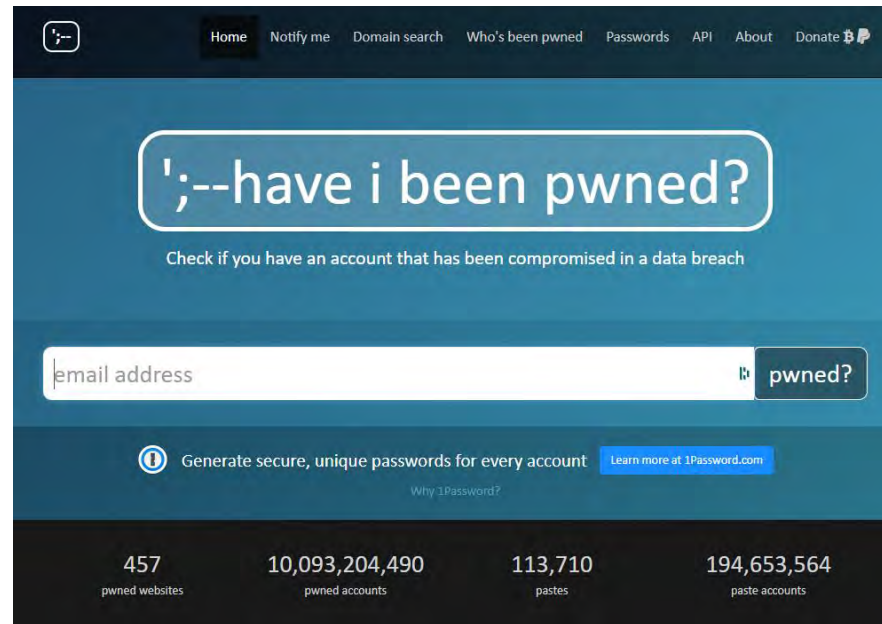 ';--
Home Notify me Domain search Who's been pwned Passwords API About Donate
';--have i been pwned?
Check if you have an account that has been compromised in a data breach
email address
pwned?
Generate secure, unique passwords for every account Learn more at 1Password.com
Why 1Password?
457 10,093,204,490 113,710 194,653,564
pwned websites pwned accounts pastes paste accounts